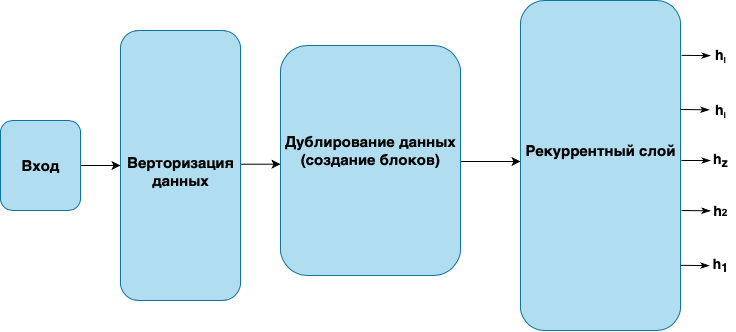 Вход
Верторизация
данных
Дублирование данных
(создание блоков)
Рекуррентный слой
hᵢ
hᵢ
hz
h2
h1